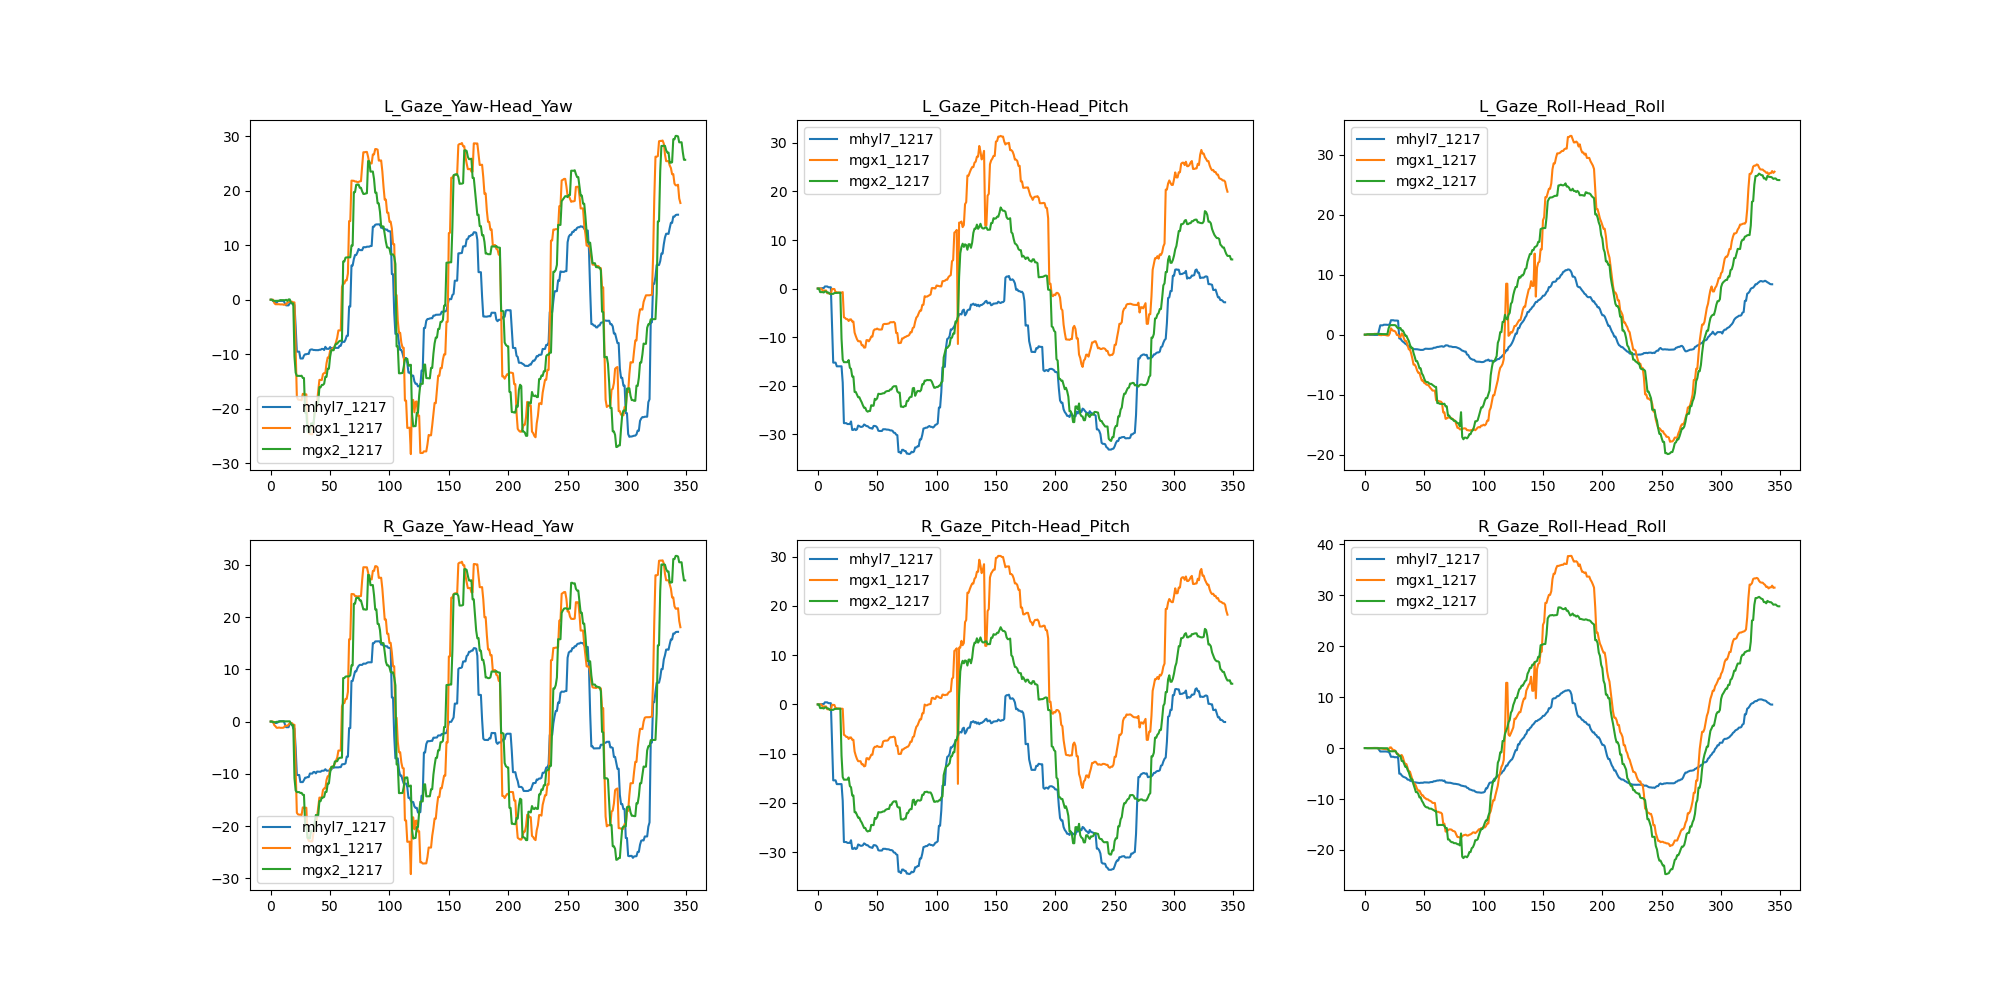 L_Gaze_Yaw-Head_Yaw
30
20
10
0
−10
−20
−30
mhyl7_1217
mgx1_1217
mgx2_1217
0 50 100 150 200 250 300 350
L_Gaze_Pitch-Head_Pitch
mhyl7_1217
mgx1_1217
mgx2_1217
30
20
10
0
−10
−20
−30
0 50 100 150 200 250 300 350
L_Gaze_Roll-Head_Roll
mhyl7_1217
mgx1_1217
mgx2_1217
30
20
10
0
−10
−20
0 50 100 150 200 250 300 350
R_Gaze_Yaw-Head_Yaw
30
20
10
0
−10
−20
−30
mhyl7_1217
mgx1_1217
mgx2_1217
0 50 100 150 200 250 300 350
R_Gaze_Pitch-Head_Pitch
mhyl7_1217
mgx1_1217
mgx2_1217
30
20
10
0
−10
−20
−30
0 50 100 150 200 250 300 350
R_Gaze_Roll-Head_Roll
mhyl7_1217
mgx1_1217
mgx2_1217
40
30
20
10
0
−10
−20
0 50 100 150 200 250 300 350